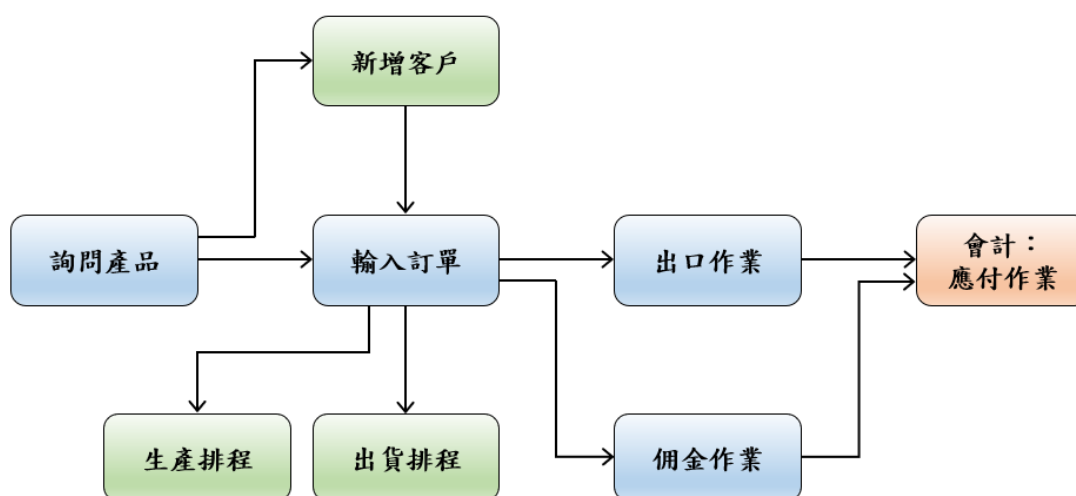 新增客戶
詢問產品
輸入訂單
出口作業
會計：
應付作業
生產排程
出貨排程
佣金作業